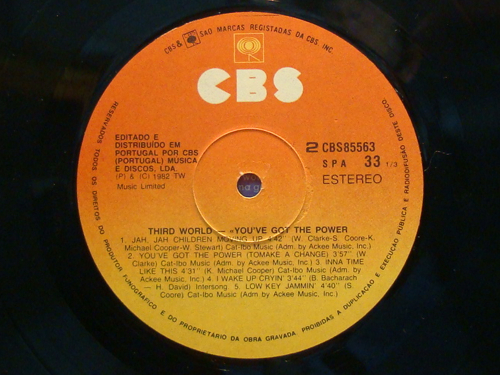 CBS & SAO MARCAS REGISTADAS DA CBS INC.
CBS
EDITADO E
DISTRIBUÍDO EM
PORTUGAL POR CBS
(PORTUGAL) MÚSICA
E DISCOS, LDA.
(P) & (C) 1982 TW
Music Limited
2 CBS85563
SPA 33 1/3
ESTEREO
THIRD WORLD — «YOU'VE GOT THE POWER
1. JAH, JAH CHILDREN MOVING UP 4'42" (W. Clarke-S. Coore-K.
Michael Cooper-W. Stewart) Cat-Ibo Music (Adm. by Ackee Music, Inc.)
2. YOU'VE GOT THE POWER (TOMAKE A CHANGE) 3'57" (W.
Clarke) Cat-Ibo Music (Adm. by Ackee Music, Inc.) 3. INNA TIME
LIKE THIS 4'31" (K. Michael Cooper) Cat-Ibo Music (Adm. by Ackee
Music, Inc.) 4 I WAKE UP CRYIN' 3'44" (B. Bacharach
— H. David) Intersong. 5. LOW KEY JAMMIN' 4'40" (S.
Coore) Cat-Ibo Music (Adm by Ackee Music, Inc.)
RESERVADOS TODOS OS DIREITOS DO PRODUTOR FONOGRÁFICO E DO PROPRIETÁRIO DA OBRA GRAVADA. PROIBIDAS A DUPLICAÇÃO E EXECUÇÃO PÚBLICA E RADIODIFUSÃO DESTE DISCO